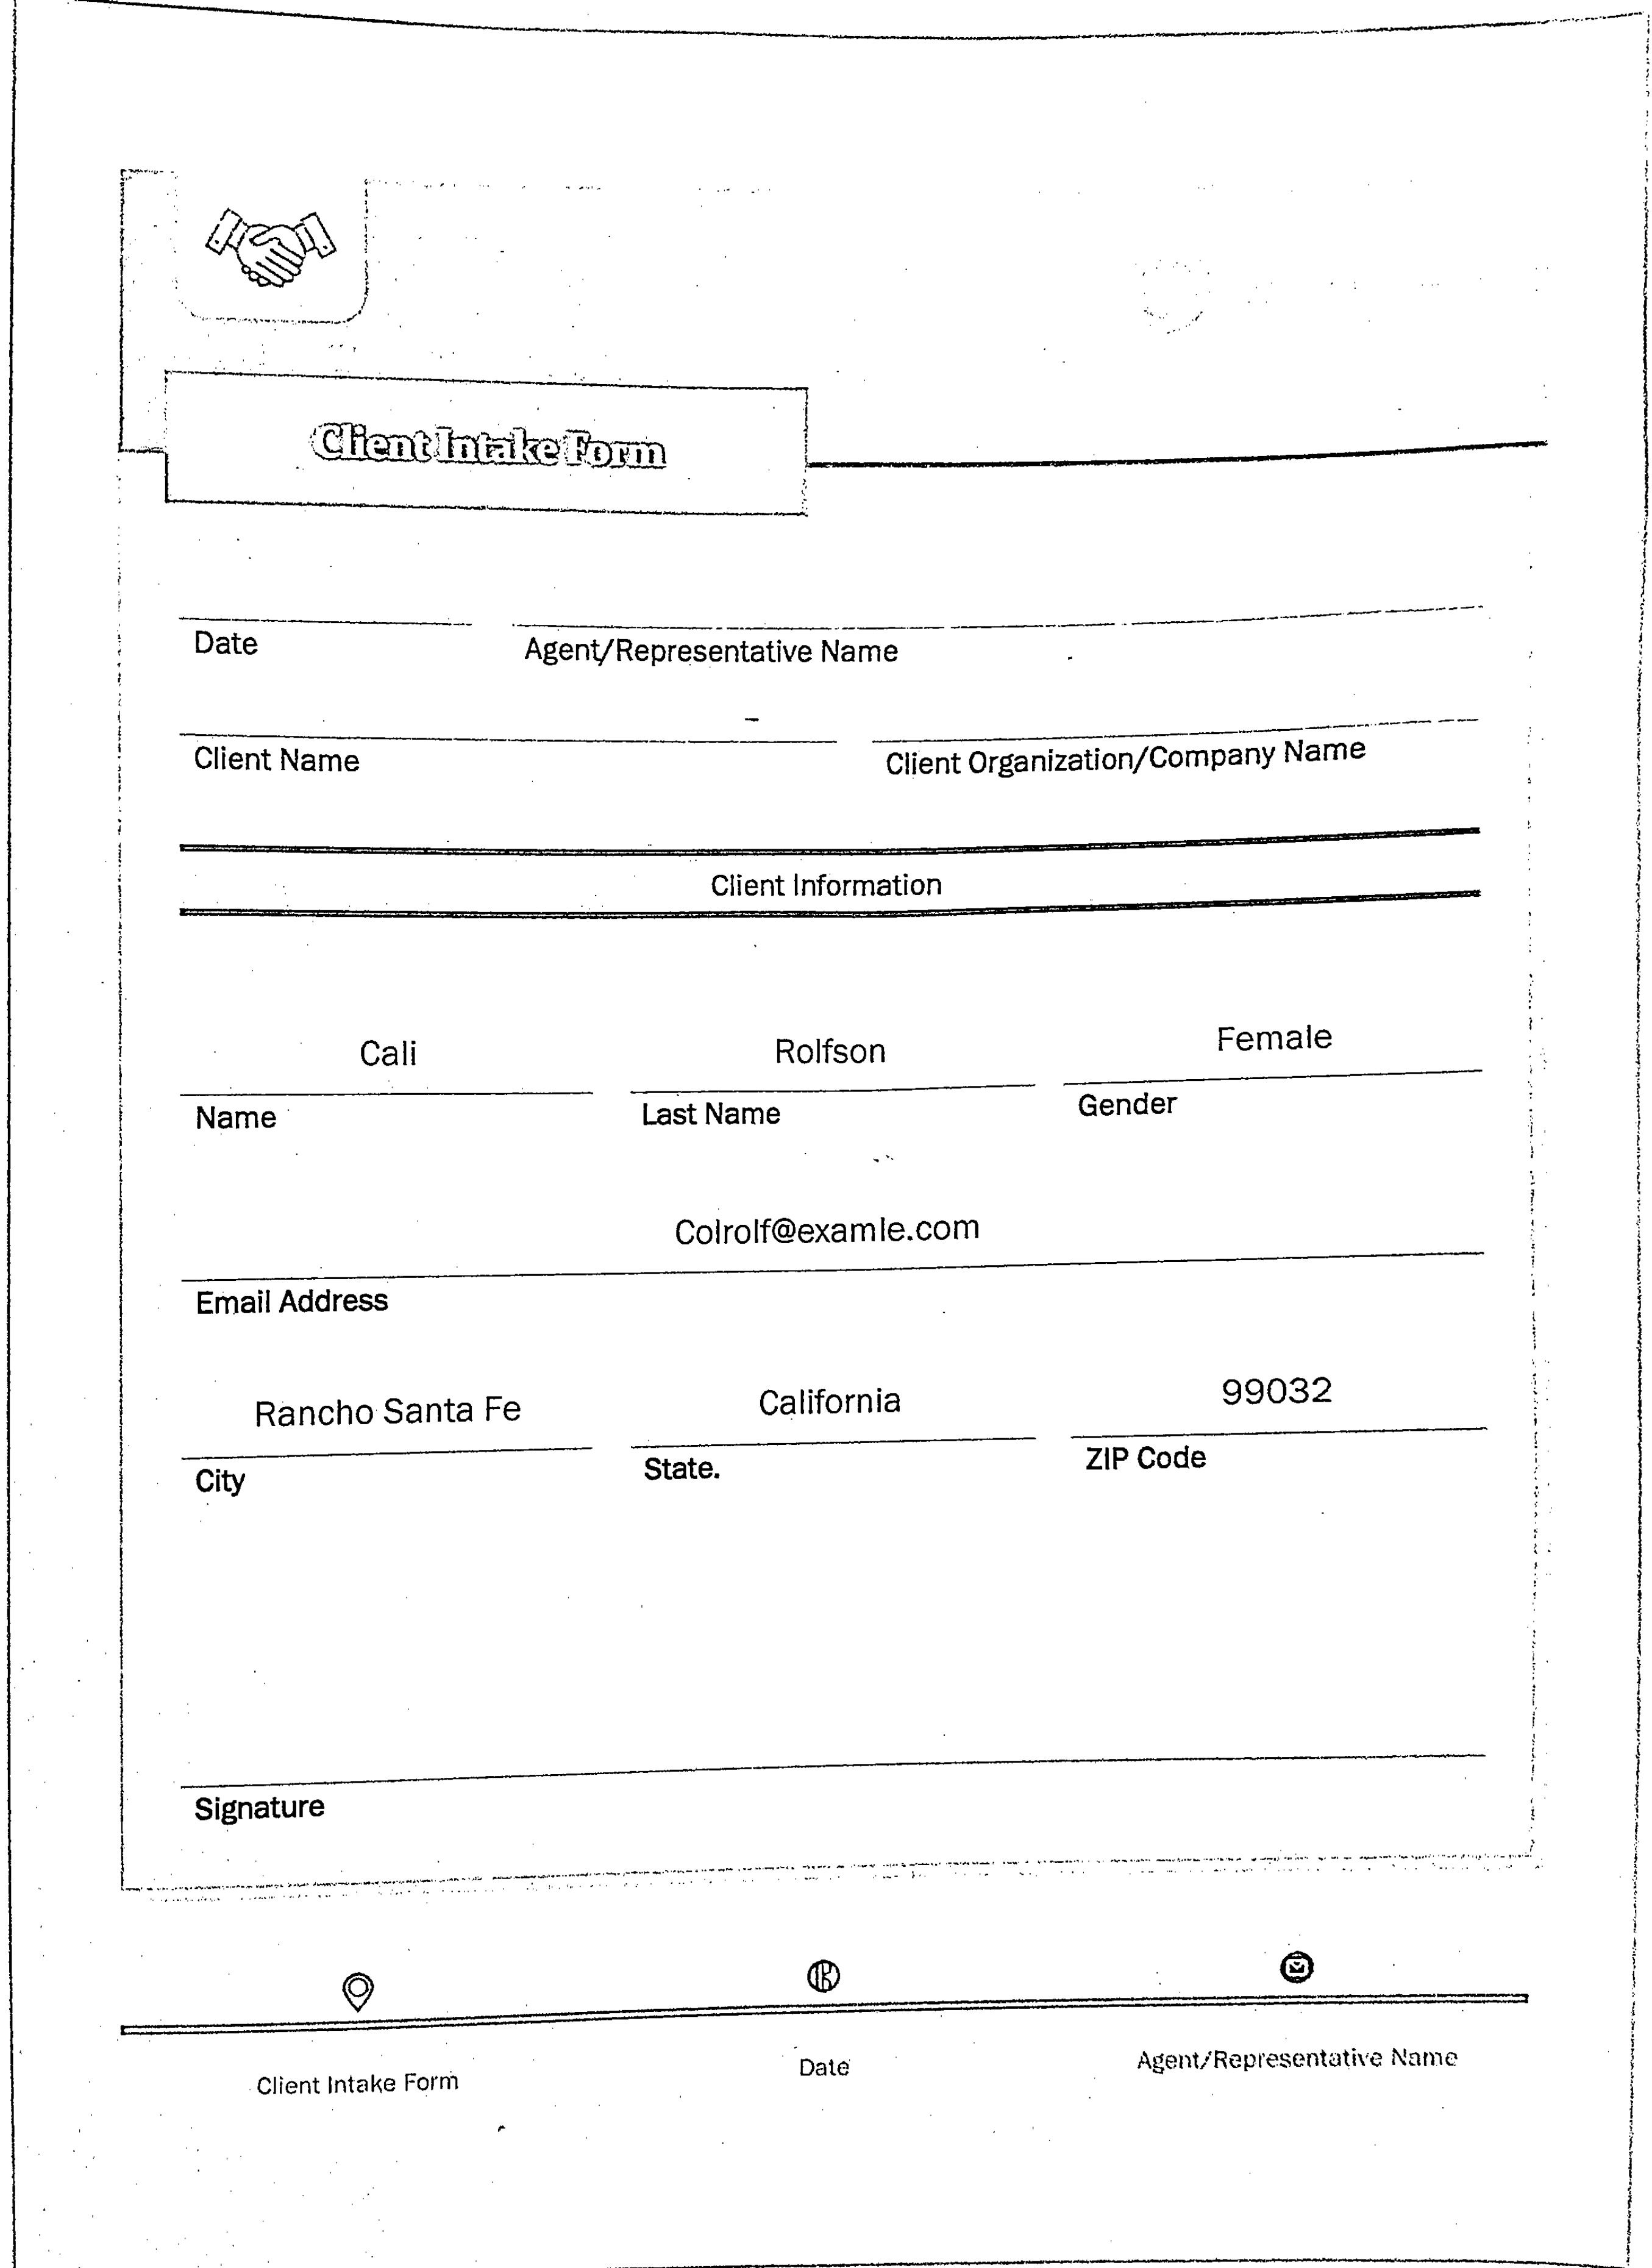 Client Intake Form
Date Agent/Representative Name
Client Name Client Organization/Company Name
Client Information
Cali Rolfson Female
Name Last Name Gender
Colrolf@examle.com
Email Address
Rancho Santa Fe California 99032
City State. ZIP Code
Signature
Client Intake Form Date Agent/Representative Name